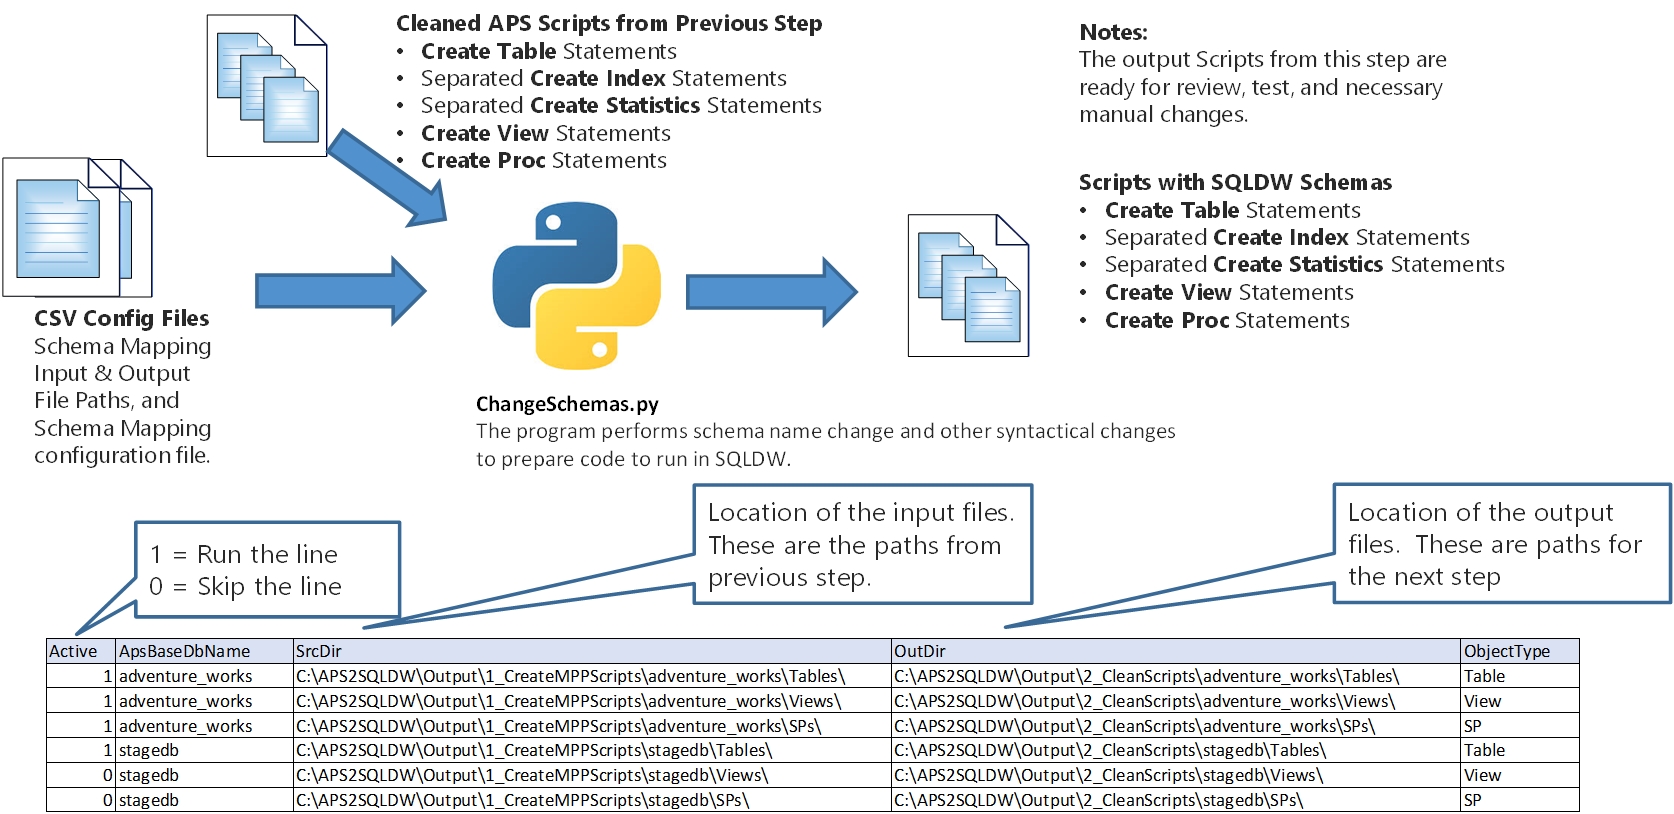 Cleaned APS Scripts from Previous Step
• Create Table Statements
• Separated Create Index Statements
• Separated Create Statistics Statements
• Create View Statements
• Create Proc Statements
Notes:
The output Scripts from this step are
ready for review, test, and necessary
manual changes.
Scripts with SQLDW Schemas
• Create Table Statements
• Separated Create Index Statements
• Separated Create Statistics Statements
• Create View Statements
• Create Proc Statements
CSV Config Files
Schema Mapping
Input & Output
File Paths, and
Schema Mapping
configuration file.
ChangeSchemas.py
The program performs schema name change and other syntactical changes
to prepare code to run in SQLDW.
1 = Run the line
0 = Skip the line
Location of the input files.
These are the paths from
previous step.
Location of the output
files.  These are paths for
the next step
Active ApsBaseDbName SrcDir OutDir ObjectType
1 adventure_works C:\APS2SQLDW\Output\1_CreateMPPScripts\adventure_works\Tables\ C:\APS2SQLDW\Output\2_CleanScripts\adventure_works\Tables\ Table
1 adventure_works C:\APS2SQLDW\Output\1_CreateMPPScripts\adventure_works\Views\ C:\APS2SQLDW\Output\2_CleanScripts\adventure_works\Views\ View
1 adventure_works C:\APS2SQLDW\Output\1_CreateMPPScripts\adventure_works\SPs\ C:\APS2SQLDW\Output\2_CleanScripts\adventure_works\SPs\ SP
1 stagedb C:\APS2SQLDW\Output\1_CreateMPPScripts\stagedb\Tables\ C:\APS2SQLDW\Output\2_CleanScripts\stagedb\Tables\ Table
0 stagedb C:\APS2SQLDW\Output\1_CreateMPPScripts\stagedb\Views\ C:\APS2SQLDW\Output\2_CleanScripts\stagedb\Views\ View
0 stagedb C:\APS2SQLDW\Output\1_CreateMPPScripts\stagedb\SPs\ C:\APS2SQLDW\Output\2_CleanScripts\stagedb\SPs\ SP